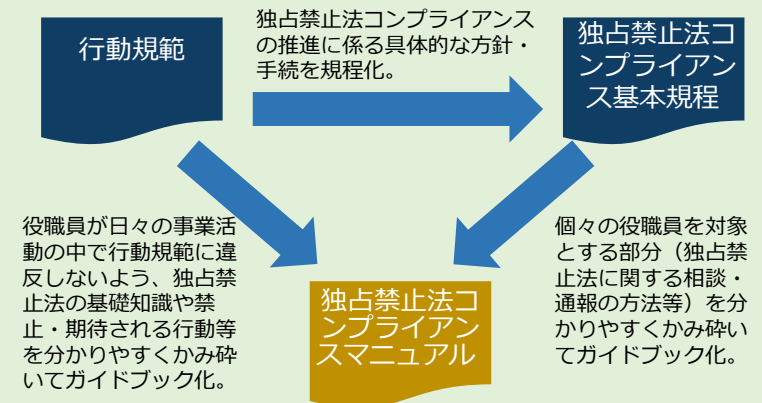 行動規範
独占禁止法コンプライアンス
の推進に係る具体的な方針・
手続を規程化。
独占禁止法コ
ンプライアン
ス基本規程
役職員が日々の事業活
動の中で行動規範に違
反しないよう、独占禁
止法の基礎知識や禁
止・期待される行動等
を分かりやすくかみ砕
いてガイドブック化。
独占禁止法コ
ンプライアン
スマニュアル
個々の役職員を対象
とする部分（独占禁
止法に関する相談・
通報の方法等）を分
かりやすくかみ砕い
てガイドブック化。